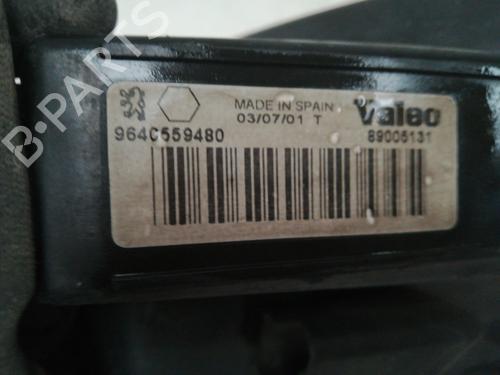 MADE IN SPAIN
03/07/01 T
Valeo
964C559480
89005131
B-PARTS